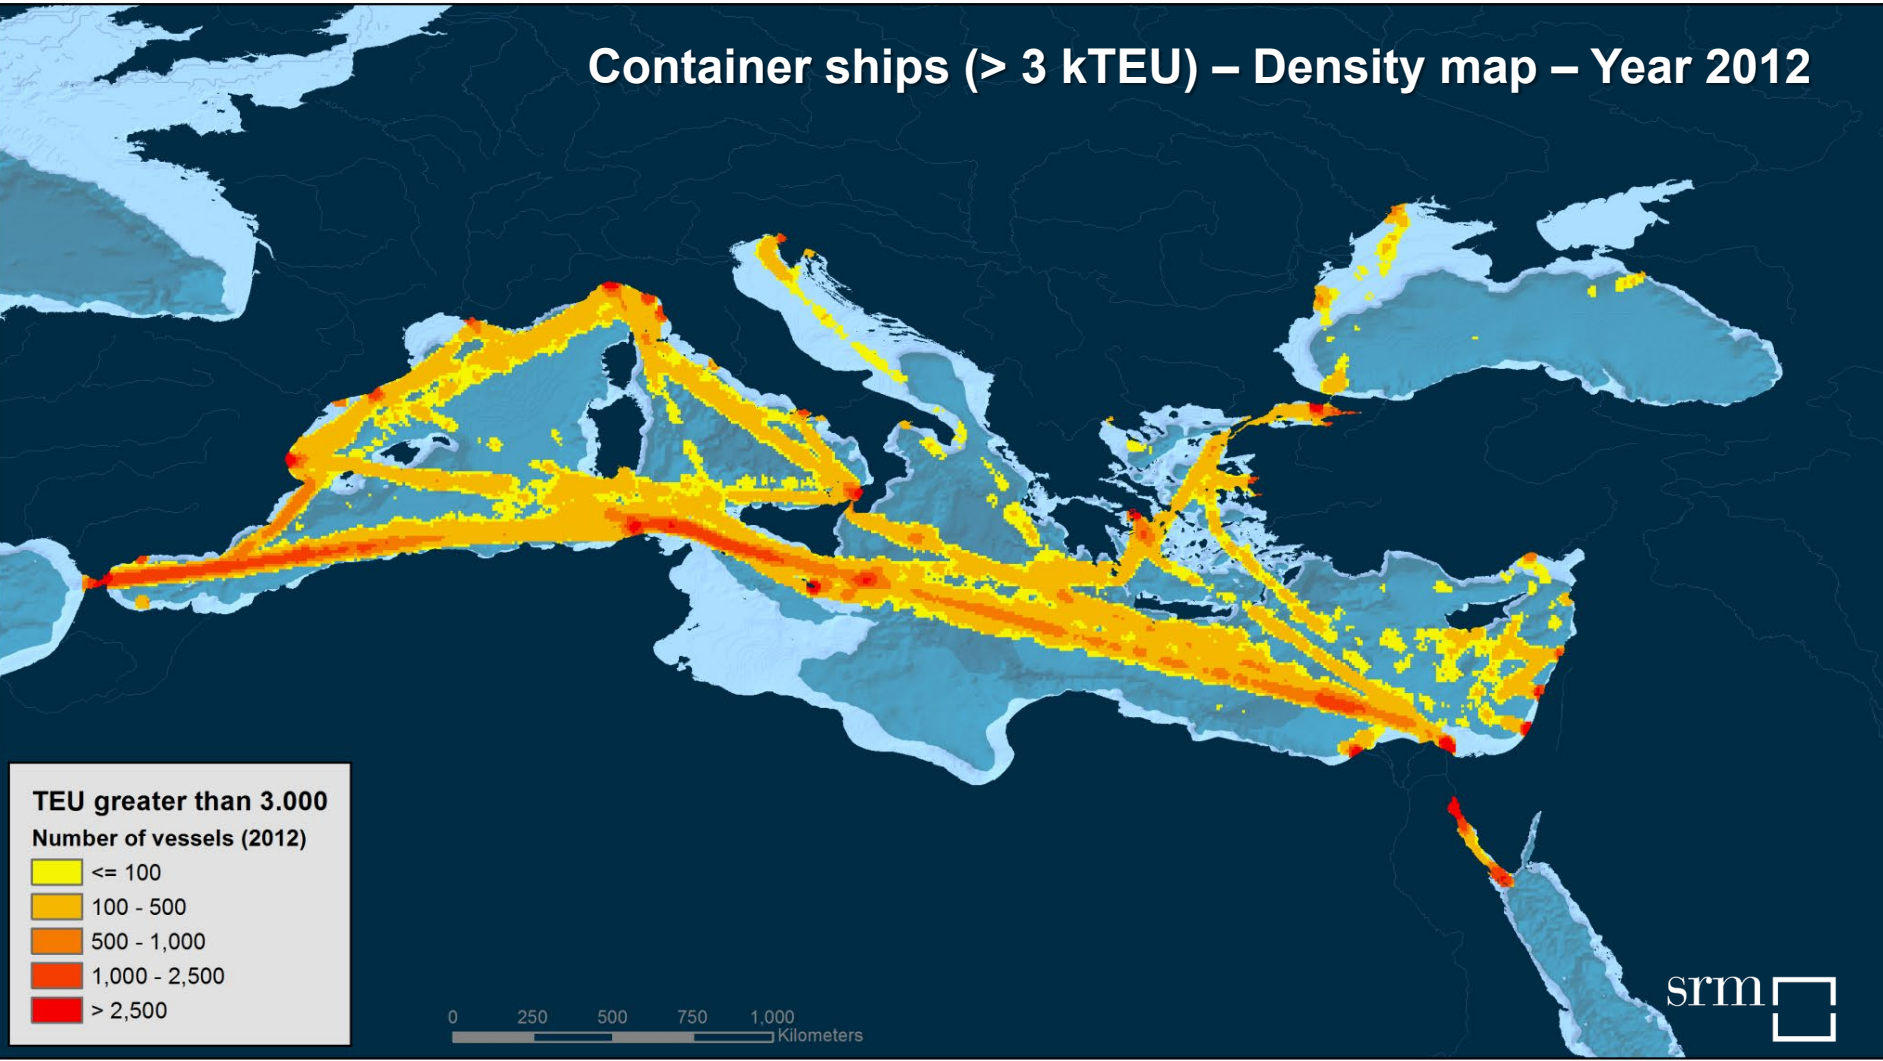 Container ships (> 3 kTEU) – Density map – Year 2012
TEU greater than 3.000
Number of vessels (2012)
<= 100
100 - 500
500 - 1,000
1,000 - 2,500
> 2,500
0 250 500 750 1,000
Kilometers
srm